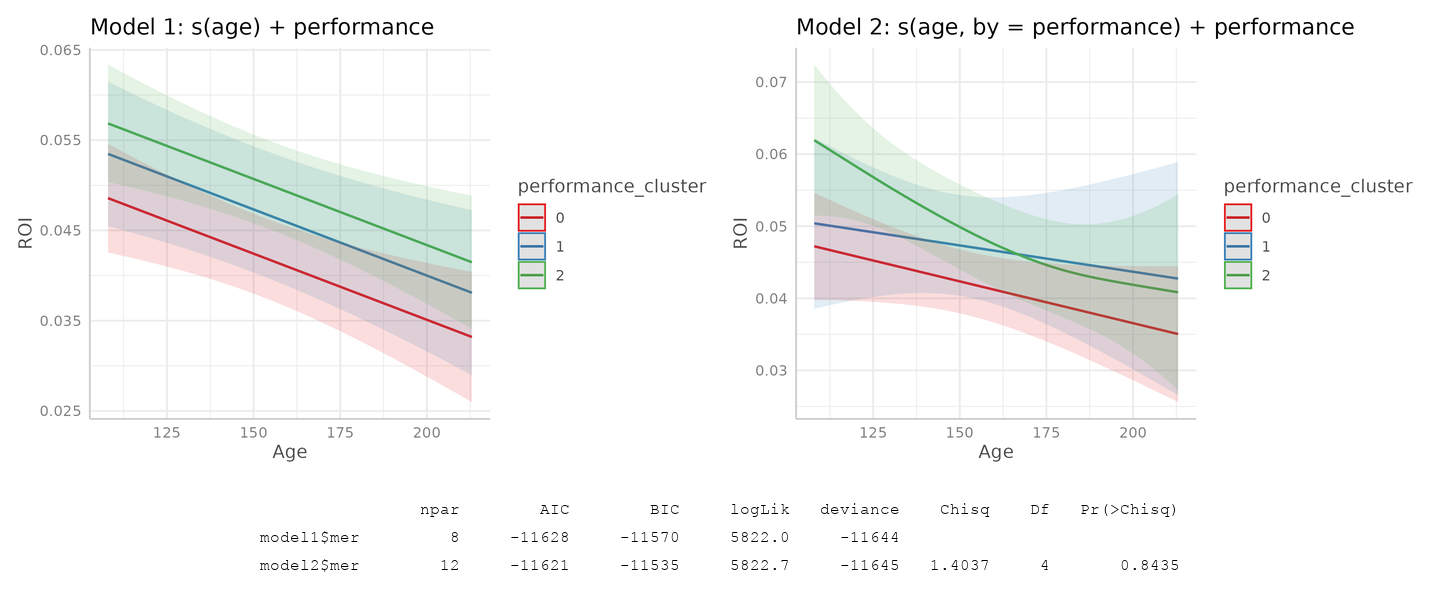 Model 1: s(age) + performance
0.065
0.055
0.045
0.035
0.025
ROI
125 150 175 200
Age
performance_cluster
0
1
2
Model 2: s(age, by = performance) + performance
0.07
0.06
0.05
0.04
0.03
ROI
125 150 175 200
Age
performance_cluster
0
1
2
npar AIC BIC logLik deviance Chisq Df Pr(>Chisq)
model1$mer 8 -11628 -11570 5822.0 -11644
model2$mer 12 -11621 -11535 5822.7 -11645 1.4037 4 0.8435